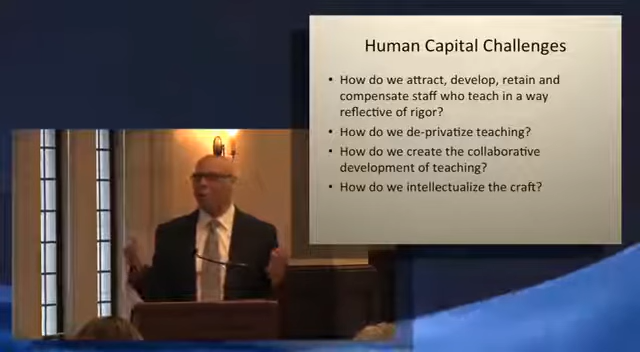 Human Capital Challenges
• How do we attract, develop, retain and
compensate staff who teach in a way
reflective of rigor?
• How do we de-privatize teaching?
• How do we create the collaborative
development of teaching?
• How do we intellectualize the craft?